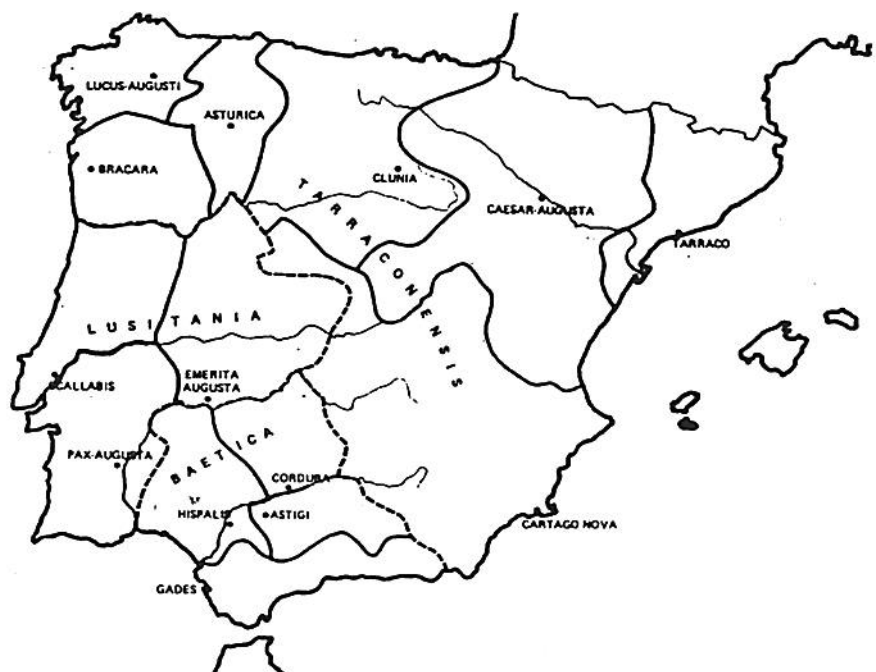 LUCUS-AUGUSTI
ASTURICA
BRACARA
CLUNIA
CAESAR-AUGUSTA
TARRACO
TARRACONENSIS
LUSITANIA
EMERITA
AUGUSTA
SCALLABIS
BAETICA
PAX-AUGUSTA
CORDUBA
HISPALIS
ASTIGI
CARTAGO NOVA
GADES